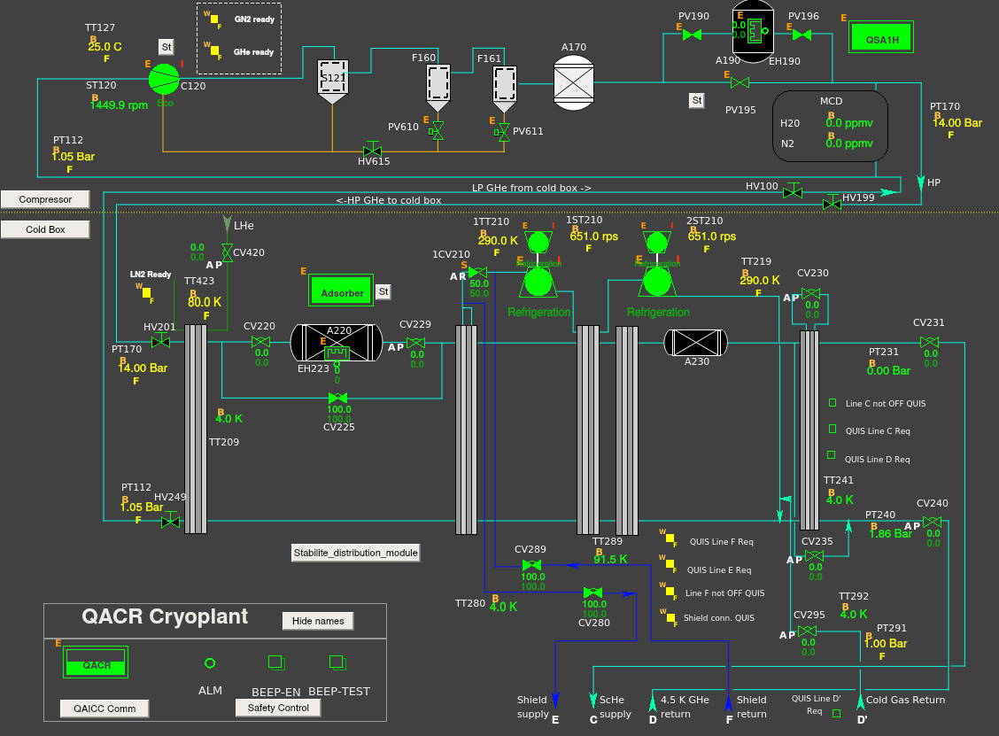 TT127
B
25.0 C
F
W
F
GN2 ready
W
F
GHe ready
St
E
I
C120
Eco
ST120
B
1449.9 rpm
PT112
B
1.05 Bar
F
S121
F160
F161
A170
E
PV610
E
PV611
HV615
PV190
E
0.0
0.0
PV196
A190
EH190
E
QSA1H
E
St
PV195
MCD
H20
B
0.0 ppmv
N2
B
0.0 ppmv
PT170
B
14.00 Bar
F
HP
LP GHe from cold box ->
HV100
<-HP GHe to cold box
HV199
Compressor
Cold Box
LHe
0.0
0.0
CV420
AP
LN2 Ready
W
F
TT423
B
80.0 K
F
HV201
PT170
B
14.00 Bar
F
E
Adsorber
St
CV220
0.0
0.0
A220
E
EH223
0
0
CV229
AP
0.0
0.0
CV225
100.0
100.0
B
4.0 K
TT209
PT112
B
1.05 Bar
F
HV249
1CV210
S
AR
50.0
50.0
1TT210
B
290.0 K
F
E
I
E
I
Refrigeration
Refrigeration
1ST210
B
651.0 rps
F
E
I
Refrigeration
Refrigeration
2ST210
B
651.0 rps
F
TT219
B
290.0 K
F
CV230
AP
0.0
0.0
A230
CV231
0.0
0.0
PT231
B
0.00 Bar
Line C not OFF QUIS
QUIS Line C Req
QUIS Line D Req
TT241
B
4.0 K
PT240
B
1.86 Bar
CV240
AP
0.0
0.0
CV235
AP
0.0
0.0
Stabilite_distribution_module
CV289
100.0
100.0
TT289
B
91.5 K
TT280
B
4.0 K
CV280
100.0
100.0
W
F
QUIS Line F Req
W
F
QUIS Line E Req
W
F
Line F not OFF QUIS
W
F
Shield conn. QUIS
TT292
B
4.0 K
CV295
AP
0.0
0.0
PT291
B
1.00 Bar
F
QACR Cryoplant
Hide names
E
QACR
ALM
BEEP-EN
BEEP-TEST
QAICC Comm
Safety Control
Shield
supply
E
C
ScHe
supply
D
4.5 K GHe
return
F
Shield
return
QUIS Line D'
Req
D'
Cold Gas Return